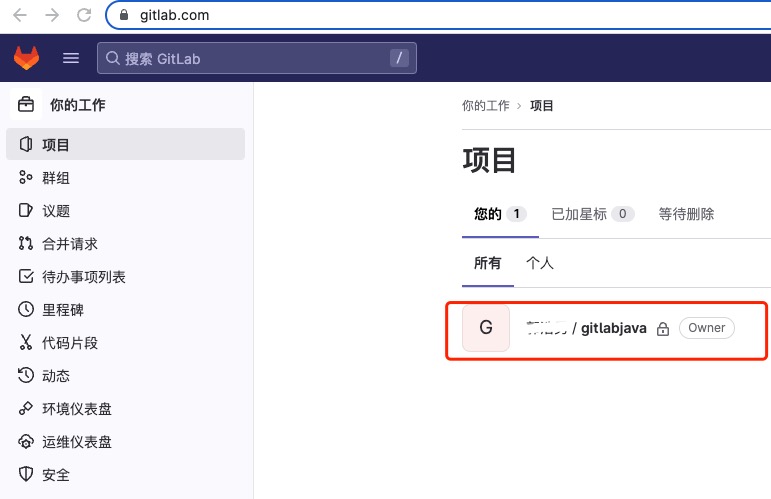 gitlab.com
搜索 GitLab /
你的工作
项目
群组
议题
合并请求
待办事项列表
里程碑
代码片段
动态
环境仪表盘
运维仪表盘
安全
你的工作 › 项目
项目
您的 1 已加星标 0 等待删除
所有 个人
G / gitlabjava Owner